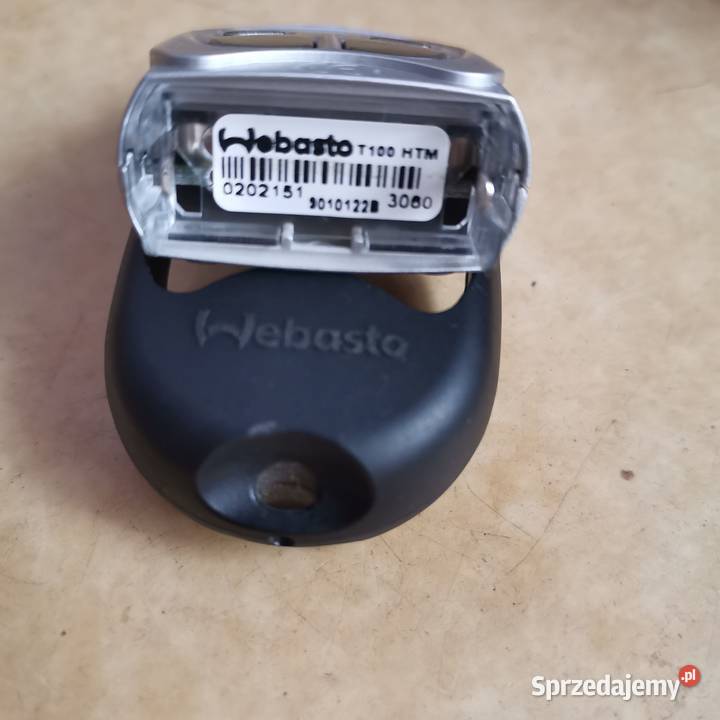 Webasto T100 HTM
0202151 9010122B 3060
Webasto
Sprzedajemy.pl